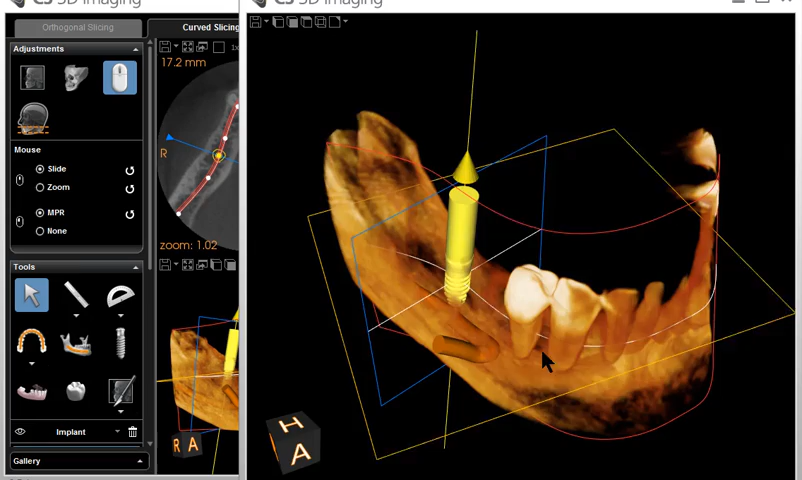 CS 3D Imaging
CS 3D Imaging
Orthogonal Slicing
Curved Slicing
Adjustments
Mouse
Slide
Zoom
MPR
None
Tools
Implant
Gallery
17.2 mm
R
zoom: 1.02
R A
H
A